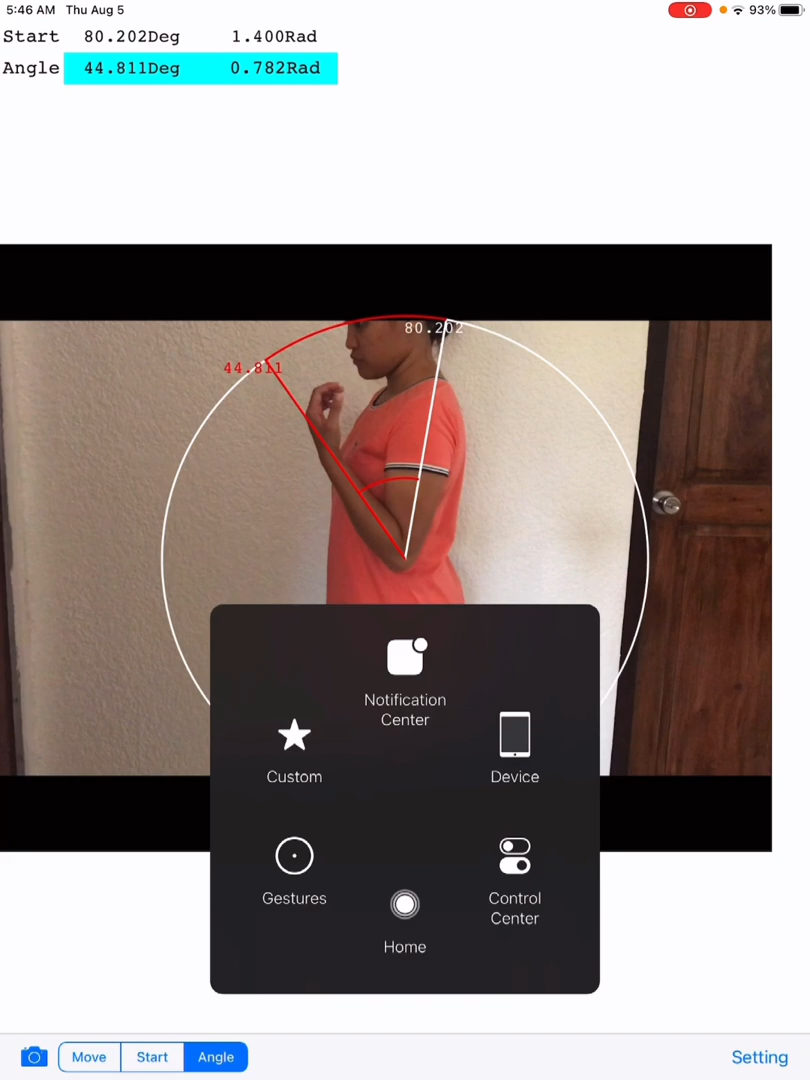 5:46 AM Thu Aug 5 93%
Start 80.202Deg 1.400Rad
Angle 44.811Deg 0.782Rad
80.202
44.811
Notification
Center
Custom
Device
Gestures
Control
Center
Home
Move Start Angle Setting